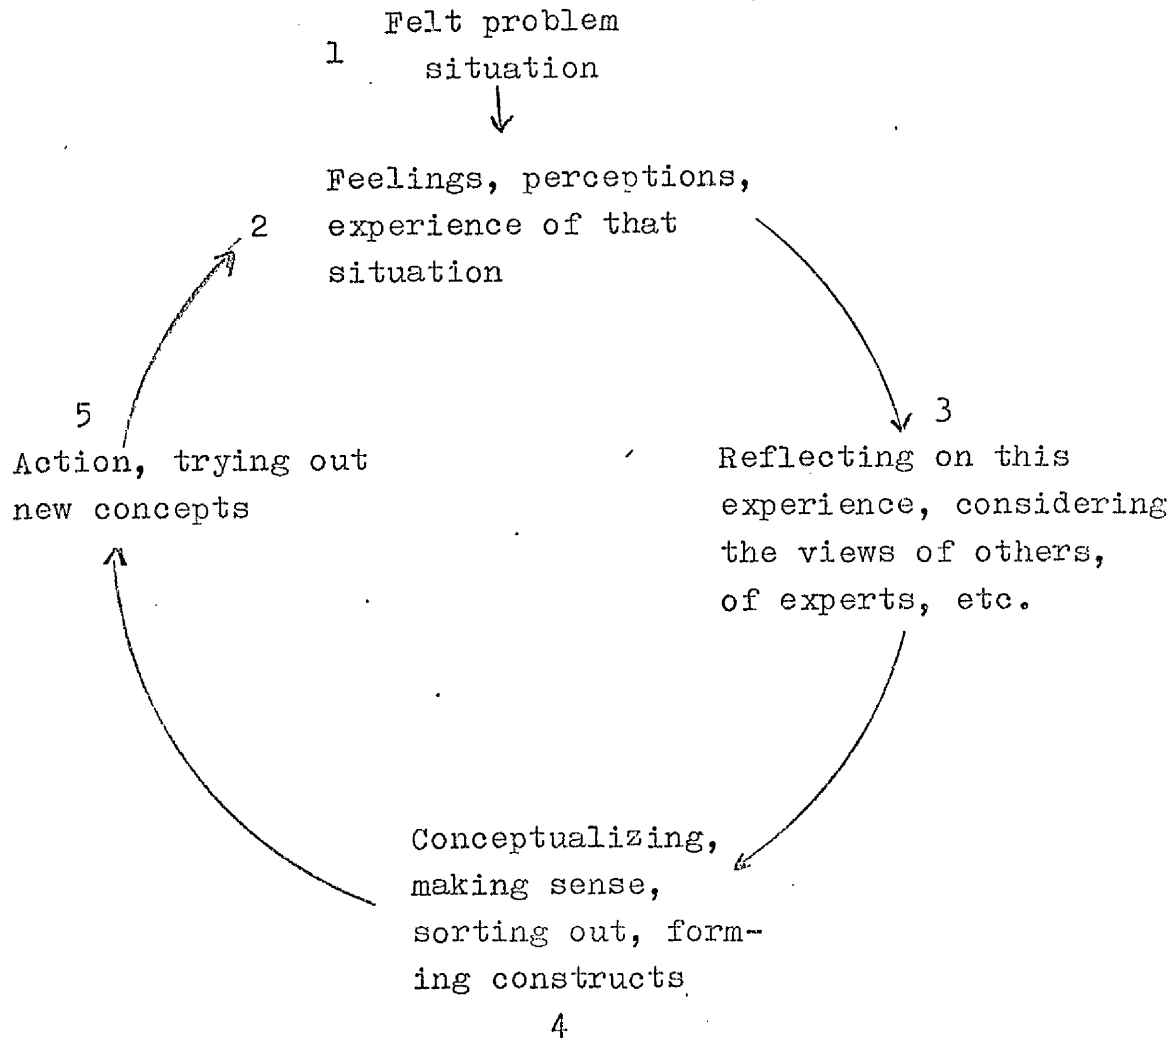 Felt problem
1
situation
Feelings, perceptions,
2 experience of that
situation
3
Reflecting on this
experience, considering
the views of others,
of experts, etc.
Conceptualizing,
making sense,
sorting out, form-
ing constructs
4
5
Action, trying out
new concepts